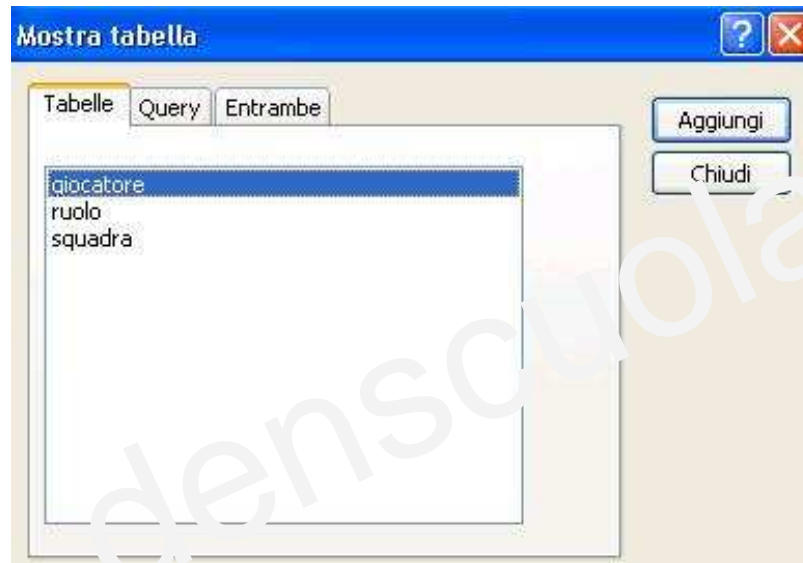 Mostra tabella
Tabelle Query Entrambe
Aggiungi
Chiudi
giocatore
ruolo
squadra
denscuola